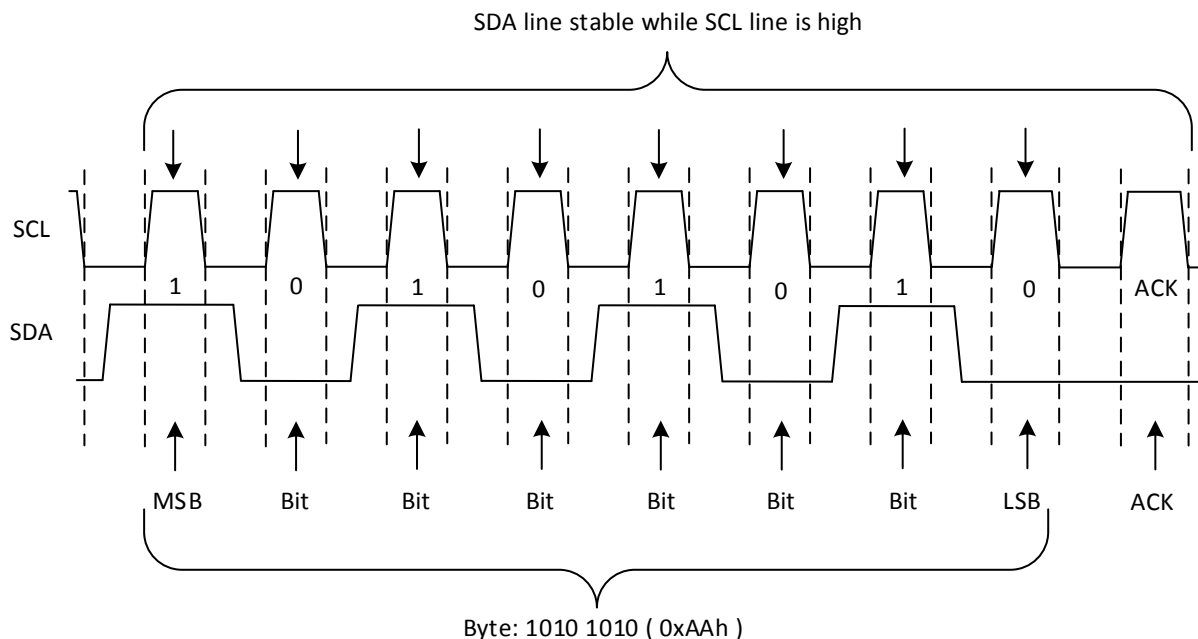 SDA line stable while SCL line is high
SCL
1 0 1 0 1 0 1 0 ACK
SDA
MSB Bit Bit Bit Bit Bit Bit LSB ACK
Byte: 1010 1010 ( 0xAAh )